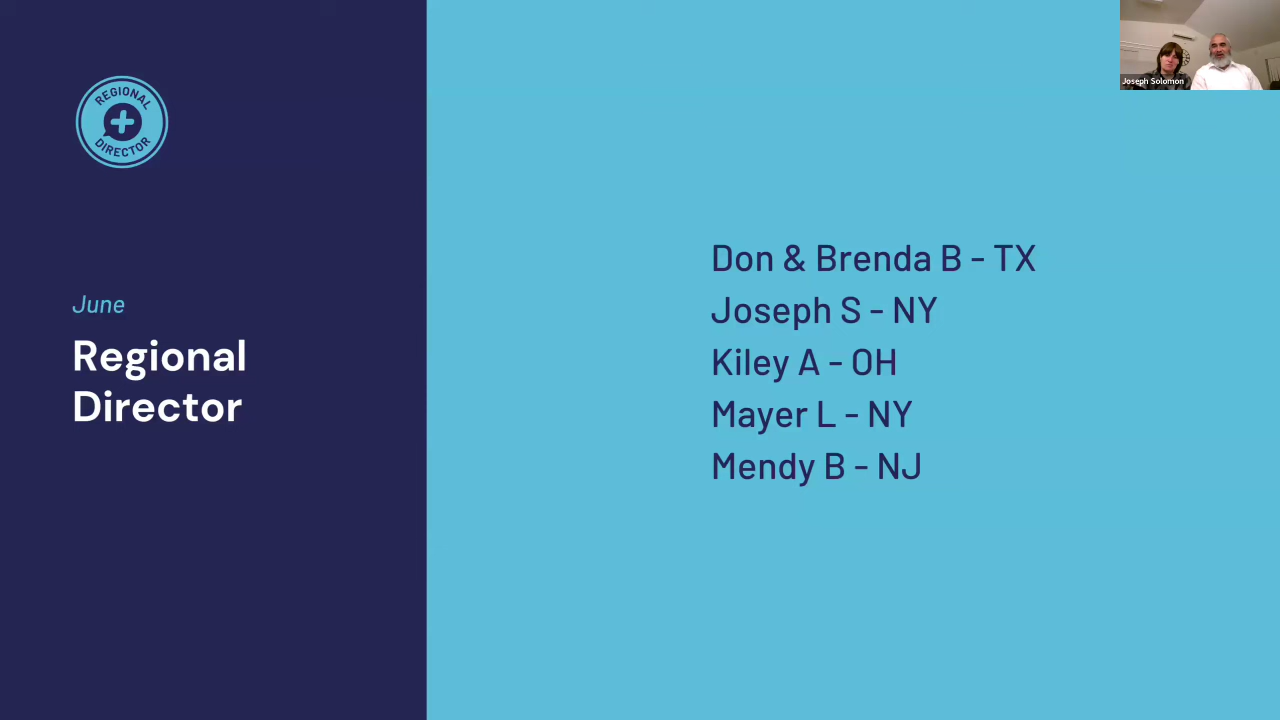 REGIONAL
DIRECTOR
June
Regional
Director
Don & Brenda B - TX
Joseph S - NY
Kiley A - OH
Mayer L - NY
Mendy B - NJ
Joseph Solomon